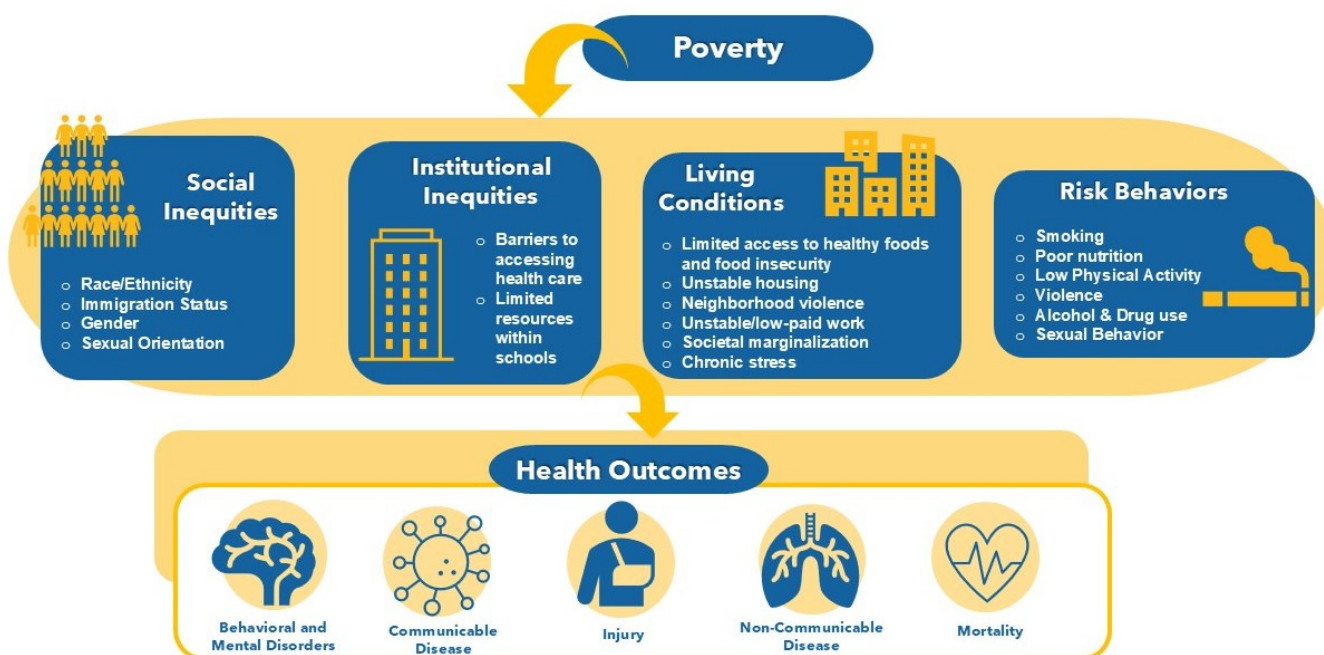 Poverty
Social
Inequities
o Race/Ethnicity
o Immigration Status
o Gender
o Sexual Orientation
Institutional
Inequities
o Barriers to
accessing
health care
o Limited
resources
within
schools
Living
Conditions
o Limited access to healthy foods
and food insecurity
o Unstable housing
o Neighborhood violence
o Unstable/low-paid work
o Societal marginalization
o Chronic stress
Risk Behaviors
o Smoking
o Poor nutrition
o Low Physical Activity
o Violence
o Alcohol & Drug use
o Sexual Behavior
Health Outcomes
Behavioral and
Mental Disorders
Communicable
Disease
Injury
Non-Communicable
Disease
Mortality